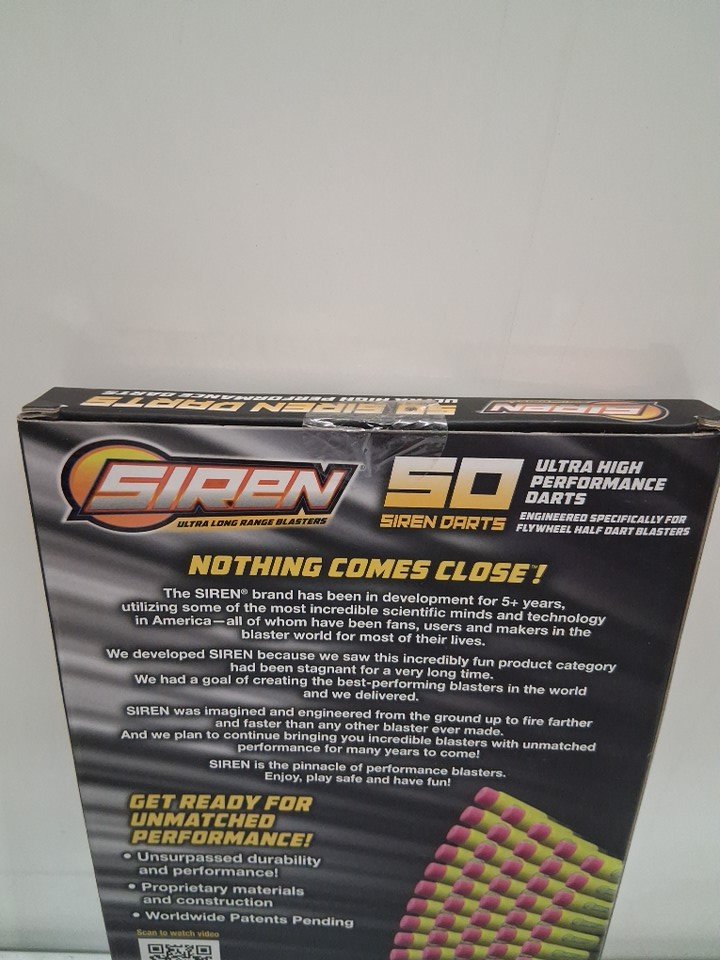 50 SIREN DARTS
ULTRA HIGH PERFORMANCE DARTS
SIREN
SIREN
ULTRA LONG RANGE BLASTERS
50
SIREN DARTS
ULTRA HIGH
PERFORMANCE
DARTS
ENGINEERED SPECIFICALLY FOR
FLYWHEEL HALF DART BLASTERS
NOTHING COMES CLOSE™!
The SIREN® brand has been in development for 5+ years,
utilizing some of the most incredible scientific minds and technology
in America—all of whom have been fans, users and makers in the
blaster world for most of their lives.
We developed SIREN because we saw this incredibly fun product category
had been stagnant for a very long time.
We had a goal of creating the best-performing blasters in the world
and we delivered.
SIREN was imagined and engineered from the ground up to fire farther
and faster than any other blaster ever made.
And we plan to continue bringing you incredible blasters with unmatched
performance for many years to come!
SIREN is the pinnacle of performance blasters.
Enjoy, play safe and have fun!
GET READY FOR
UNMATCHED
PERFORMANCE!
• Unsurpassed durability
and performance!
• Proprietary materials
and construction
• Worldwide Patents Pending
Scan to watch video